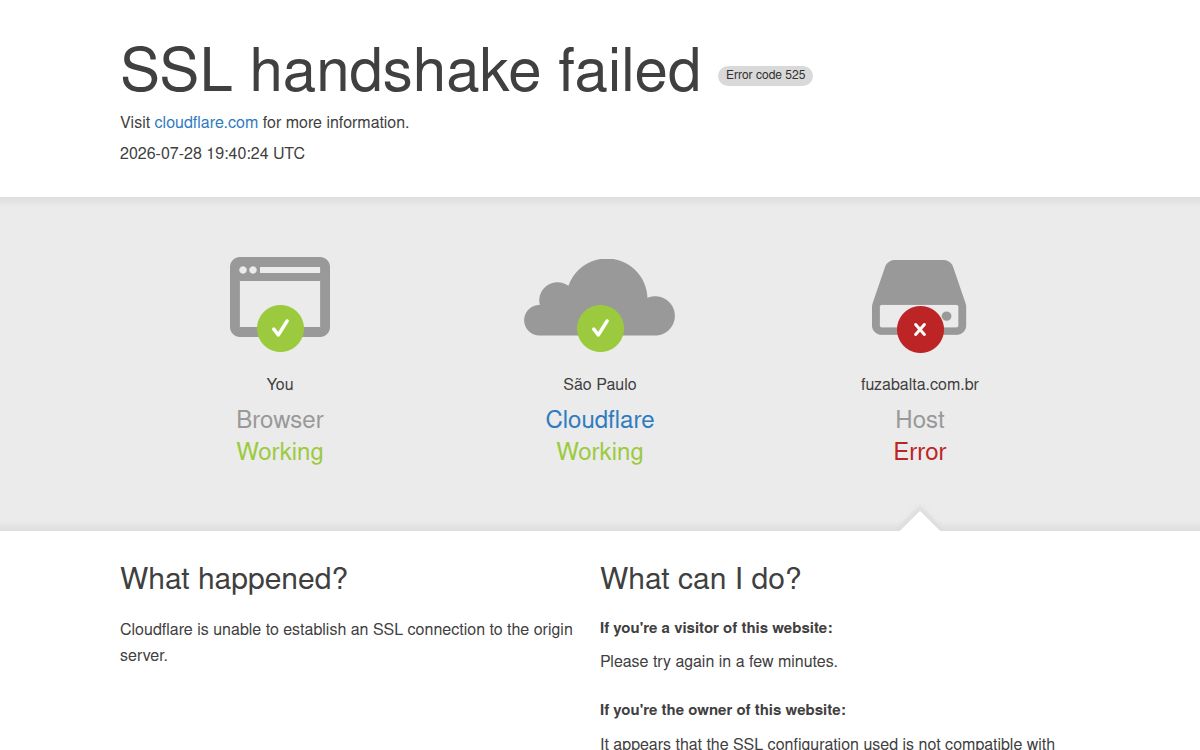 SSL handshake failed Error code 525
Visit cloudflare.com for more information.
2026-07-28 19:40:24 UTC
You
Browser
Working
São Paulo
Cloudflare
Working
fuzabalta.com.br
Host
Error
What happened?
Cloudflare is unable to establish an SSL connection to the origin
server.
What can I do?
If you're a visitor of this website:
Please try again in a few minutes.
If you're the owner of this website:
It appears that the SSL configuration used is not compatible with